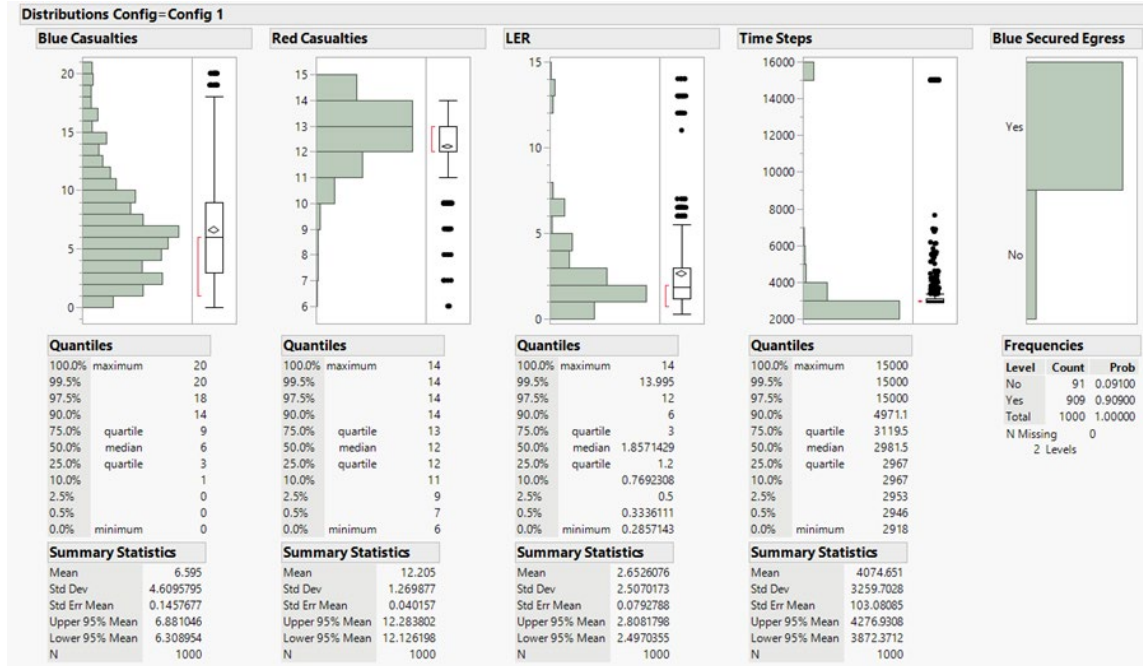 Distributions Config=Config 1
Blue Casualties
20
15
10
5
0
Quantiles
100.0% maximum 20
99.5% 20
97.5% 18
90.0% 14
75.0% quartile 9
50.0% median 6
25.0% quartile 3
10.0% 1
2.5% 0
0.5% 0
0.0% minimum 0
Summary Statistics
Mean 6.595
Std Dev 4.6095795
Std Err Mean 0.1457677
Upper 95% Mean 6.881046
Lower 95% Mean 6.308954
N 1000
Red Casualties
15
14
13
12
11
10
9
8
7
6
Quantiles
100.0% maximum 14
99.5% 14
97.5% 14
90.0% 14
75.0% quartile 13
50.0% median 12
25.0% quartile 12
10.0% 11
2.5% 9
0.5% 7
0.0% minimum 6
Summary Statistics
Mean 12.205
Std Dev 1.269877
Std Err Mean 0.040157
Upper 95% Mean 12.283802
Lower 95% Mean 12.126198
N 1000
LER
15
10
5
0
Quantiles
100.0% maximum 14
99.5% 13.995
97.5% 12
90.0% 6
75.0% quartile 3
50.0% median 1.8571429
25.0% quartile 1.2
10.0% 0.7692308
2.5% 0.5
0.5% 0.3336111
0.0% minimum 0.2857143
Summary Statistics
Mean 2.6526076
Std Dev 2.5070173
Std Err Mean 0.0792788
Upper 95% Mean 2.8081798
Lower 95% Mean 2.4970355
N 1000
Time Steps
16000
14000
12000
10000
8000
6000
4000
2000
Quantiles
100.0% maximum 15000
99.5% 15000
97.5% 15000
90.0% 4971.1
75.0% quartile 3119.5
50.0% median 2981.5
25.0% quartile 2967
10.0% 2967
2.5% 2953
0.5% 2946
0.0% minimum 2918
Summary Statistics
Mean 4074.651
Std Dev 3259.7028
Std Err Mean 103.08085
Upper 95% Mean 4276.9308
Lower 95% Mean 3872.3712
N 1000
Blue Secured Egress
Yes
No
Frequencies
Level Count Prob
No 91 0.09100
Yes 909 0.90900
Total 1000 1.00000
N Missing 0
2 Levels